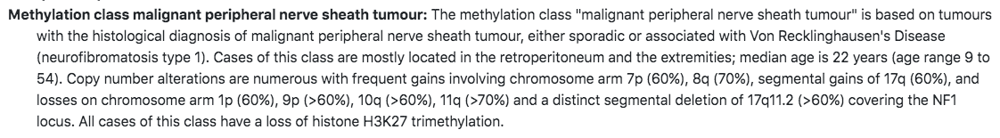 Methylation class malignant peripheral nerve sheath tumour: The methylation class "malignant peripheral nerve sheath tumour" is based on tumours
with the histological diagnosis of malignant peripheral nerve sheath tumour, either sporadic or associated with Von Recklinghausen's Disease
(neurofibromatosis type 1). Cases of this class are mostly located in the retroperitoneum and the extremities; median age is 22 years (age range 9 to
54). Copy number alterations are numerous with frequent gains involving chromosome arm 7p (60%), 8q (70%), segmental gains of 17q (60%), and
losses on chromosome arm 1p (60%), 9p (>60%), 10q (>60%), 11q (>70%) and a distinct segmental deletion of 17q11.2 (>60%) covering the NF1
locus. All cases of this class have a loss of histone H3K27 trimethylation.